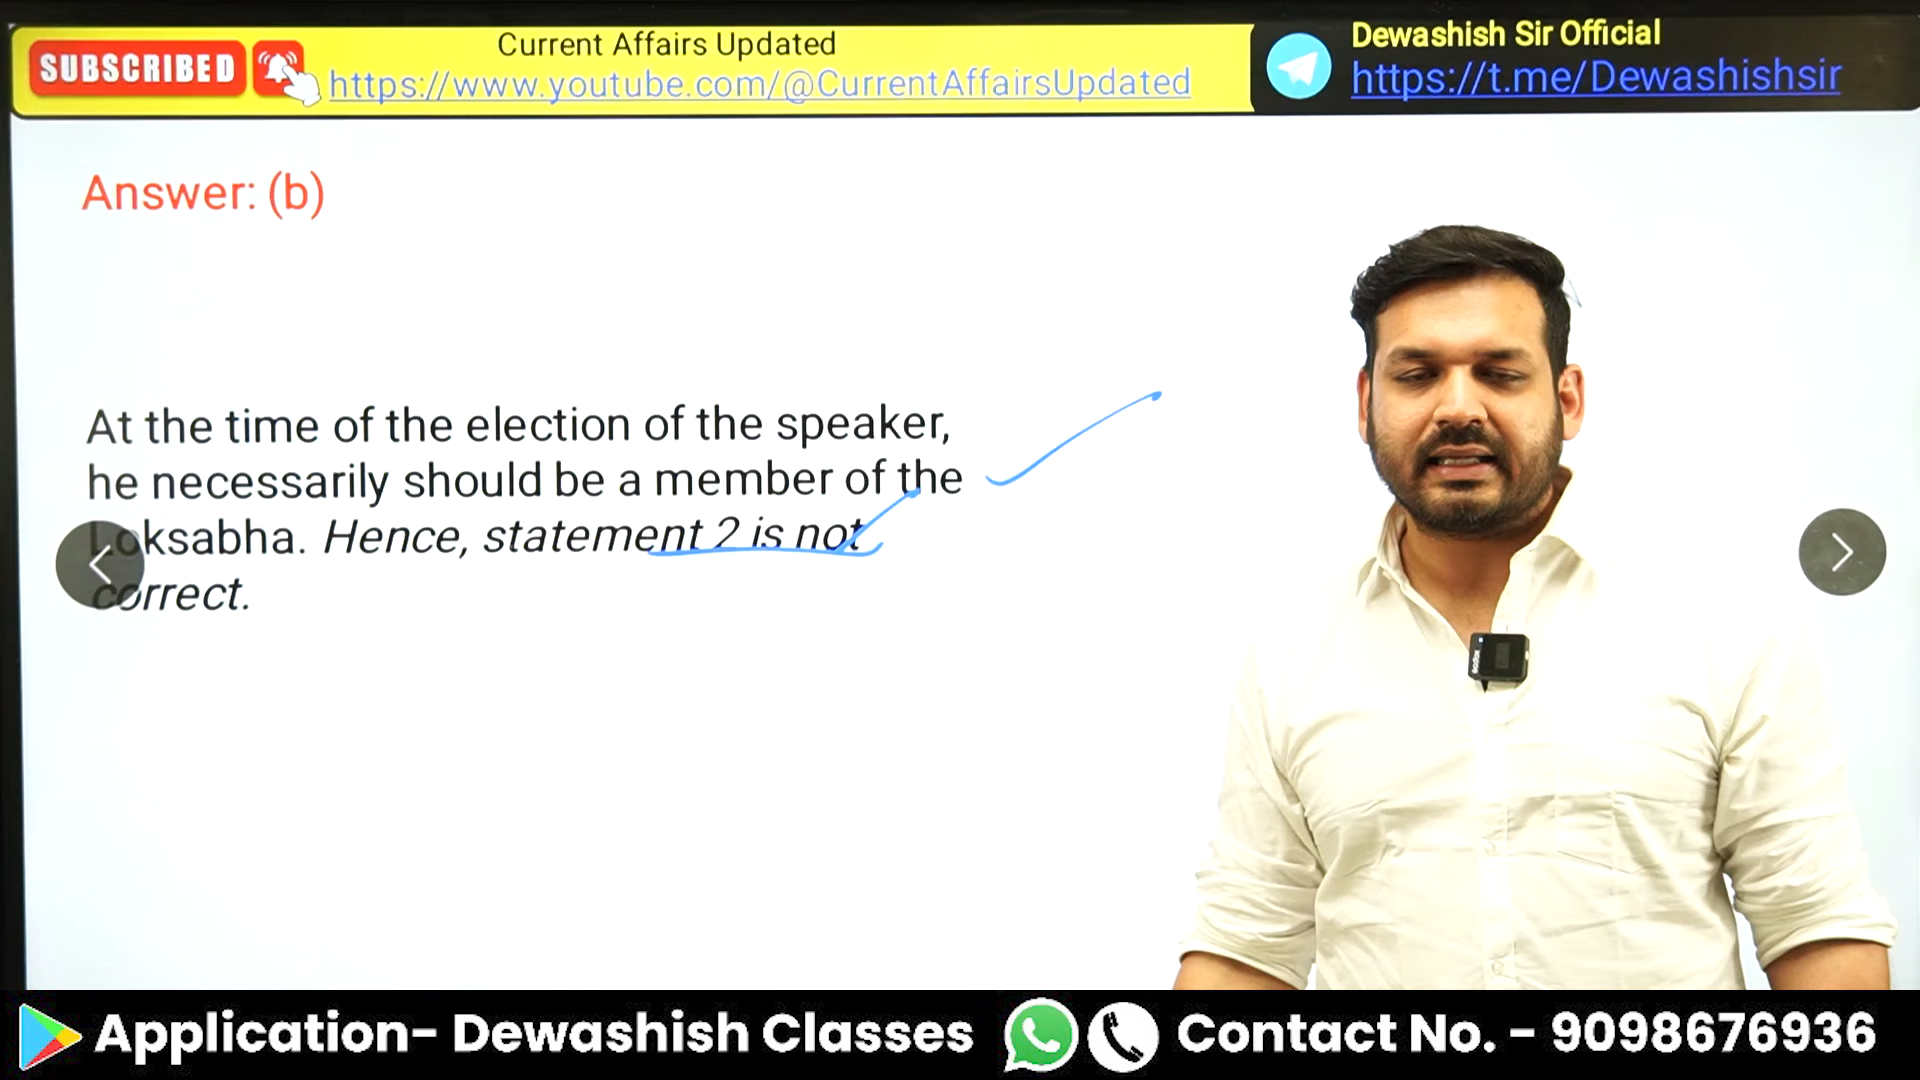 SUBSCRIBED
Current Affairs Updated
https://www.youtube.com/@CurrentAffairsUpdated
Dewashish Sir Official
https://t.me/Dewashishsir
Answer: (b)
At the time of the election of the speaker,
he necessarily should be a member of the
Loksabha. Hence, statement 2 is not
correct.
Application- Dewashish Classes
Contact No. - 9098676936